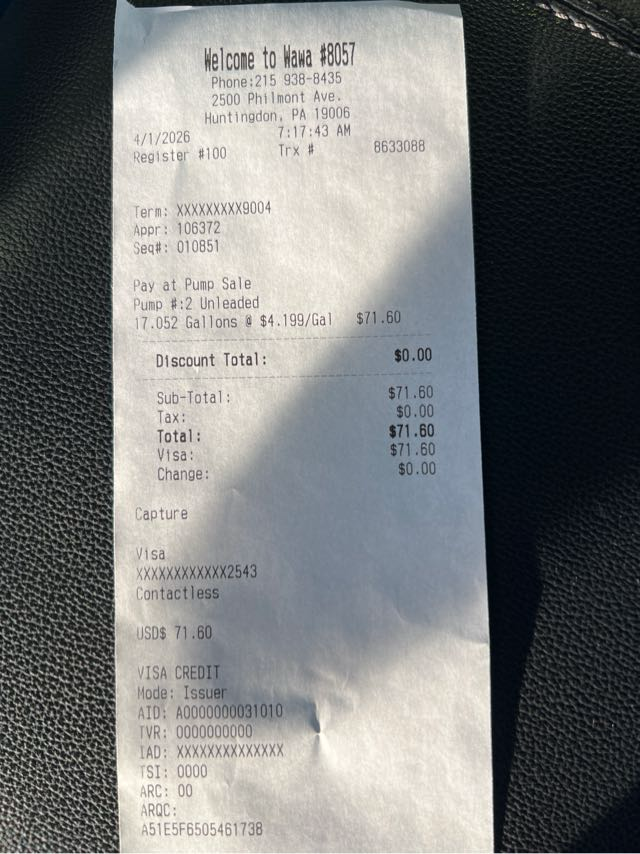 Welcome to Wawa #8057
Phone:215 938-8435
2500 Philmont Ave.
Huntingdon, PA 19006
4/1/2026 7:17:43 AM
Register #100 Trx # 8633088
Term: XXXXXXXXX9004
Appr: 106372
Seq#: 010851
Pay at Pump Sale
Pump #:2 Unleaded
17.052 Gallons @ $4.199/Gal $71.60
Discount Total: $0.00
Sub-Total: $71.60
Tax: $0.00
Total: $71.60
Visa: $71.60
Change: $0.00
Capture
Visa
XXXXXXXXXXXX2543
Contactless
USD$ 71.60
VISA CREDIT
Mode: Issuer
AID: A0000000031010
TVR: 0000000000
IAD: XXXXXXXXXXXXXX
TSI: 0000
ARC: 00
ARQC:
A51E5F6505461738